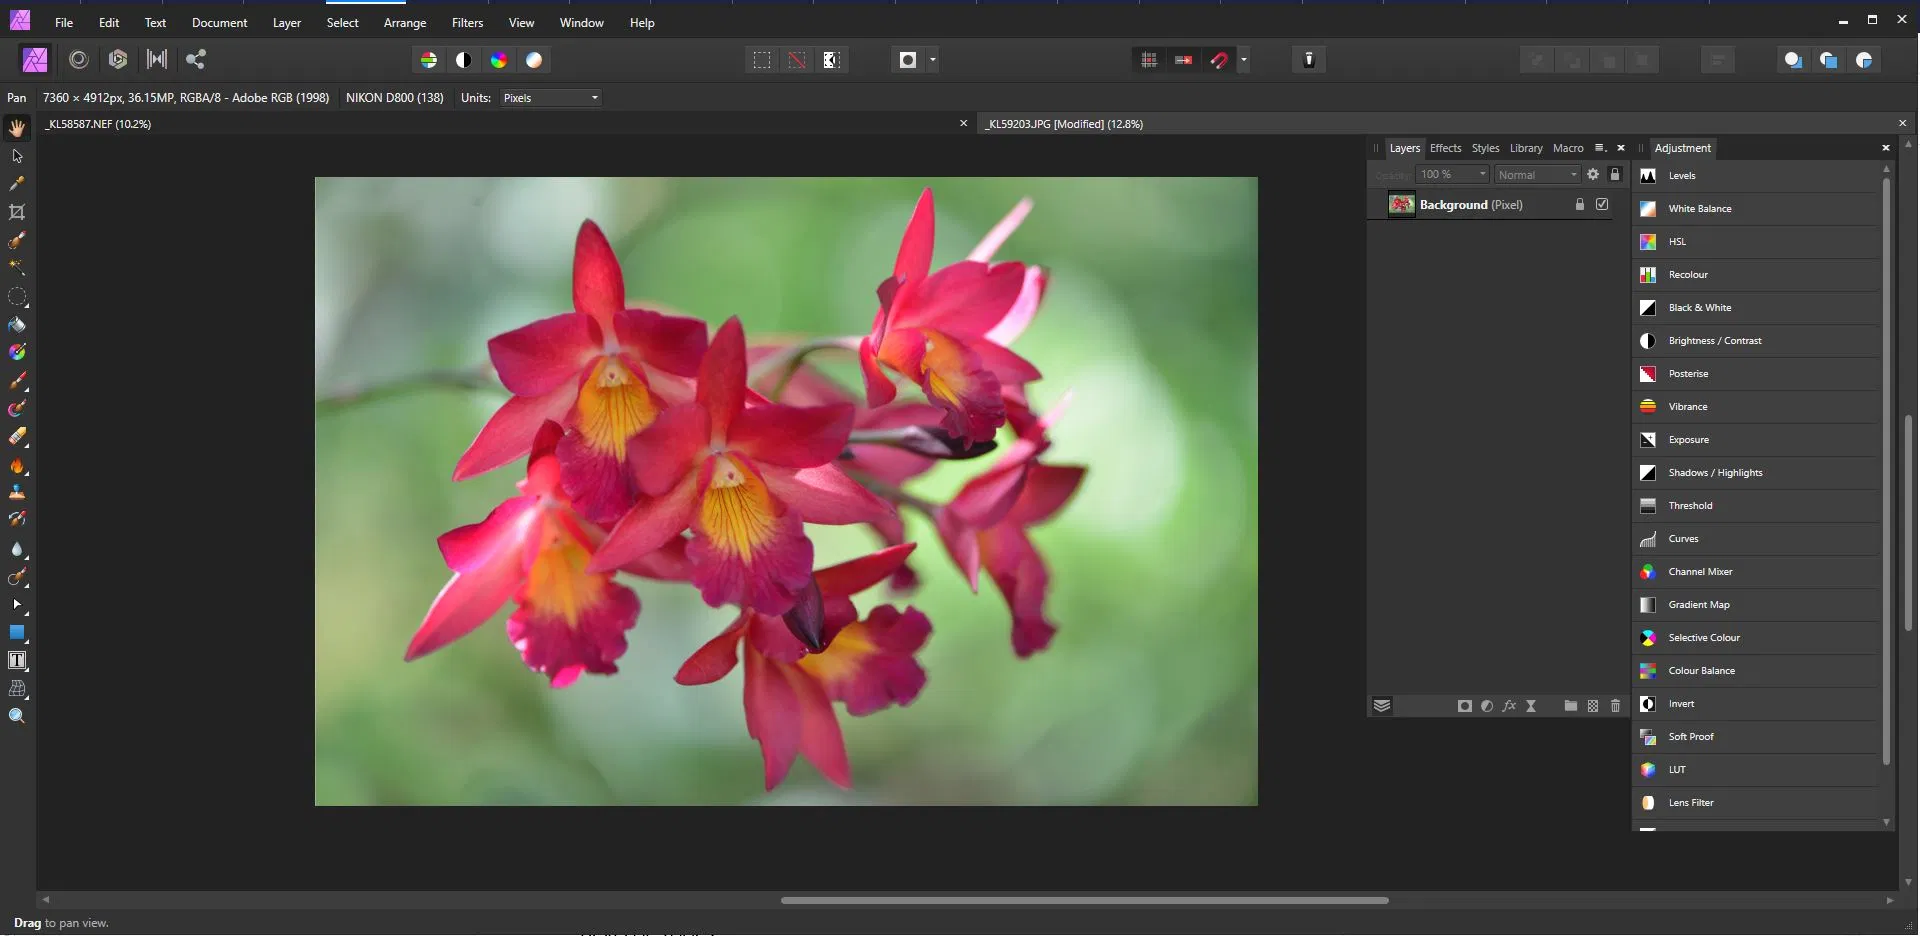 File Edit Text Document Layer Select Arrange Filters View Window Help
Pan 7360 × 4912px, 36.15MP, RGBA/8 - Adobe RGB (1998) NIKON D800 (138) Units: Pixels
_KL58587.NEF (10.2%) _KL59203.JPG [Modified] (12.8%)
Layers Effects Styles Library Macro Adjustment
Opacity: 100 % Normal
Background (Pixel)
Levels
White Balance
HSL
Recolour
Black & White
Brightness / Contrast
Posterise
Vibrance
Exposure
Shadows / Highlights
Threshold
Curves
Channel Mixer
Gradient Map
Selective Colour
Colour Balance
Invert
Soft Proof
LUT
Lens Filter
Drag to pan view.